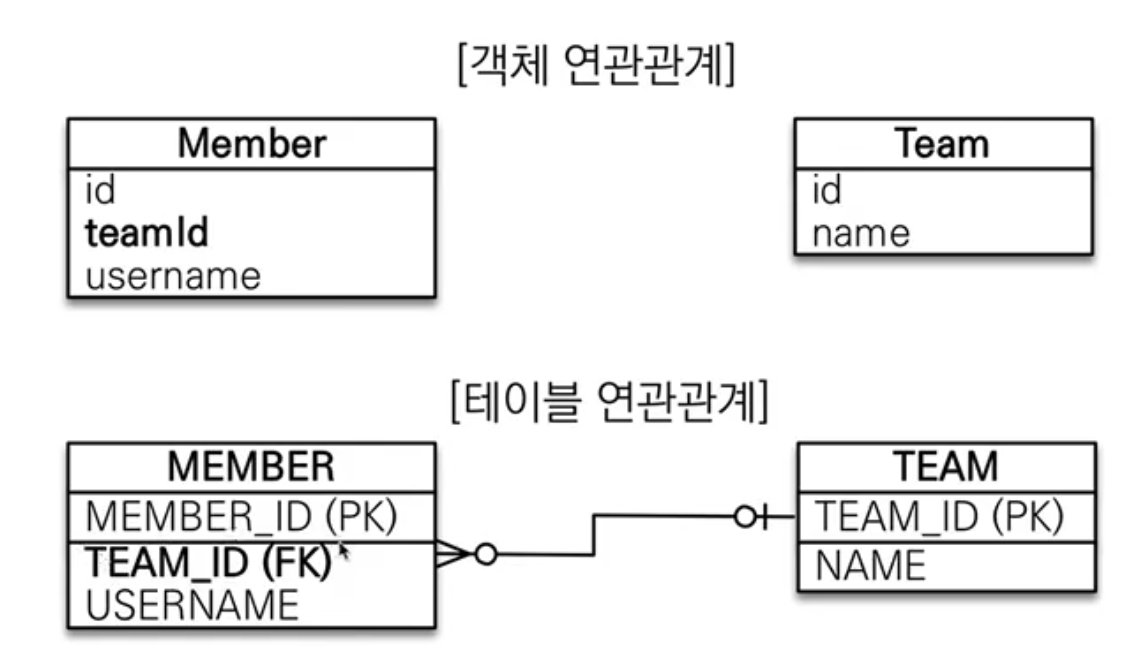 [객체 연관관계]
Member
id
teamId
username
Team
id
name
[테이블 연관관계]
MEMBER
MEMBER_ID (PK)
TEAM_ID (FK)
USERNAME
TEAM
TEAM_ID (PK)
NAME